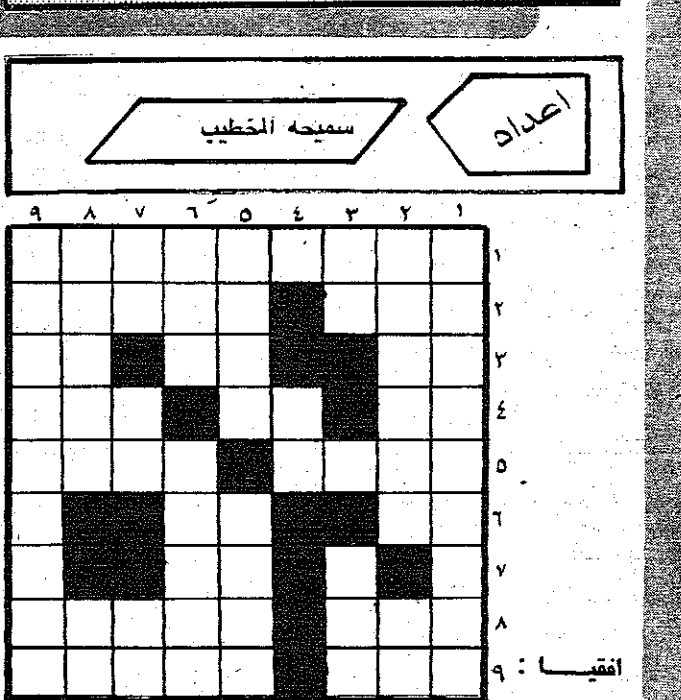 اعداد
سميحه الخطيب
٩ ٨ ٧ ٦ ٥ ٤ ٣ ٢ ١
١
٢
٣
٤
٥
٦
٧
٨
٩
افقيــا :